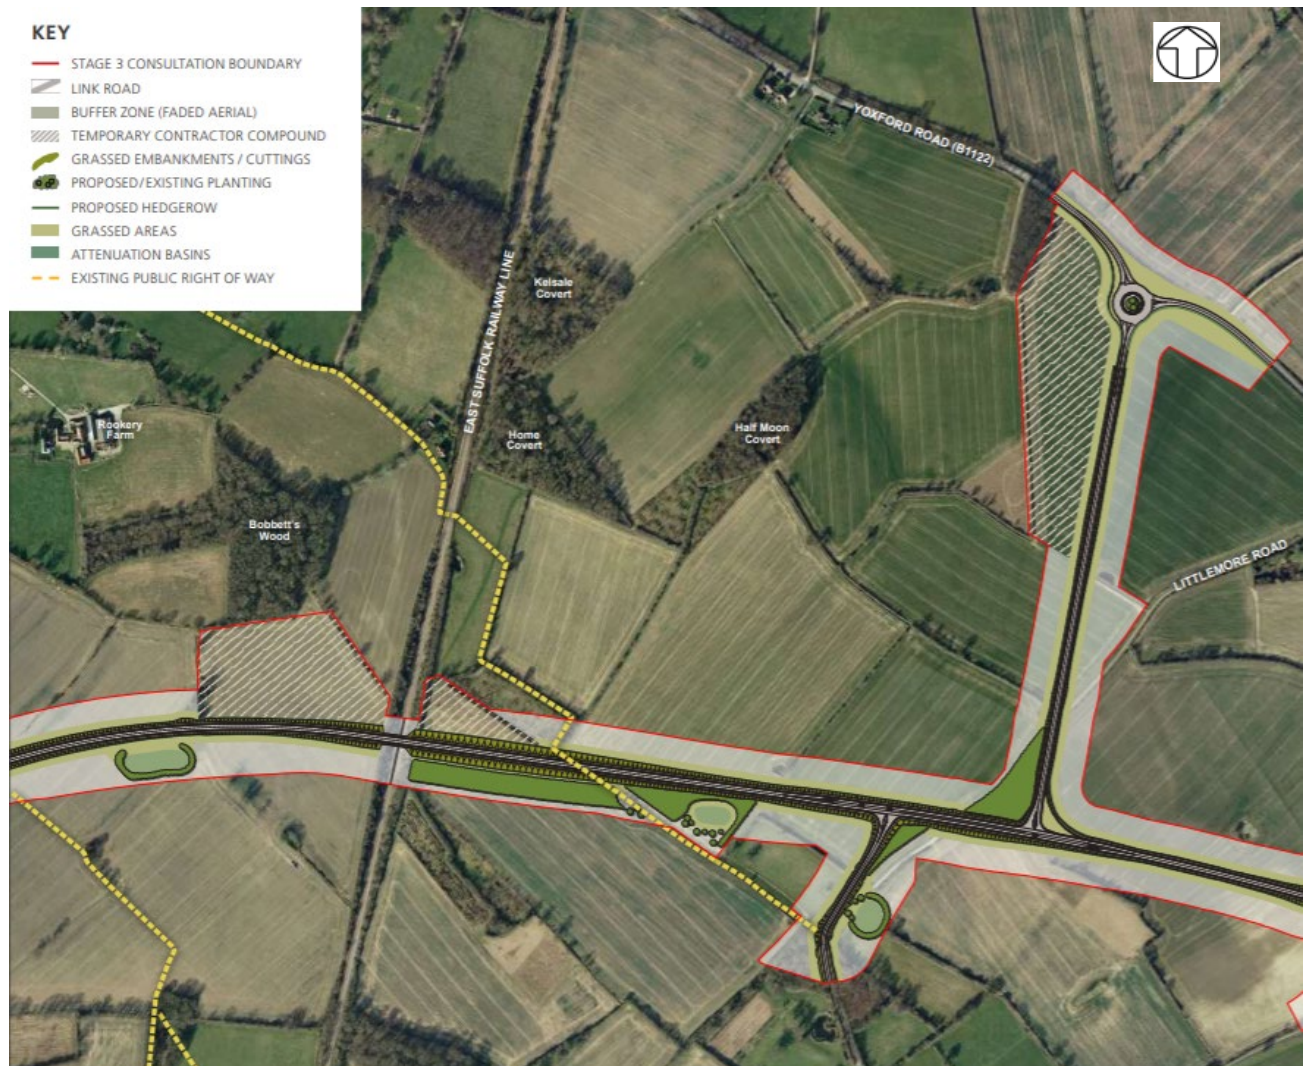 KEY
STAGE 3 CONSULTATION BOUNDARY
LINK ROAD
BUFFER ZONE (FADED AERIAL)
TEMPORARY CONTRACTOR COMPOUND
GRASSED EMBANKMENTS / CUTTINGS
PROPOSED/EXISTING PLANTING
PROPOSED HEDGEROW
GRASSED AREAS
ATTENUATION BASINS
EXISTING PUBLIC RIGHT OF WAY
YOXFORD ROAD (B1122)
EAST SUFFOLK RAILWAY LINE
Kelsale
Covert
Rookery
Farm
Home
Covert
Half Moon
Covert
Bobbett's
Wood
LITTLEMORE ROAD